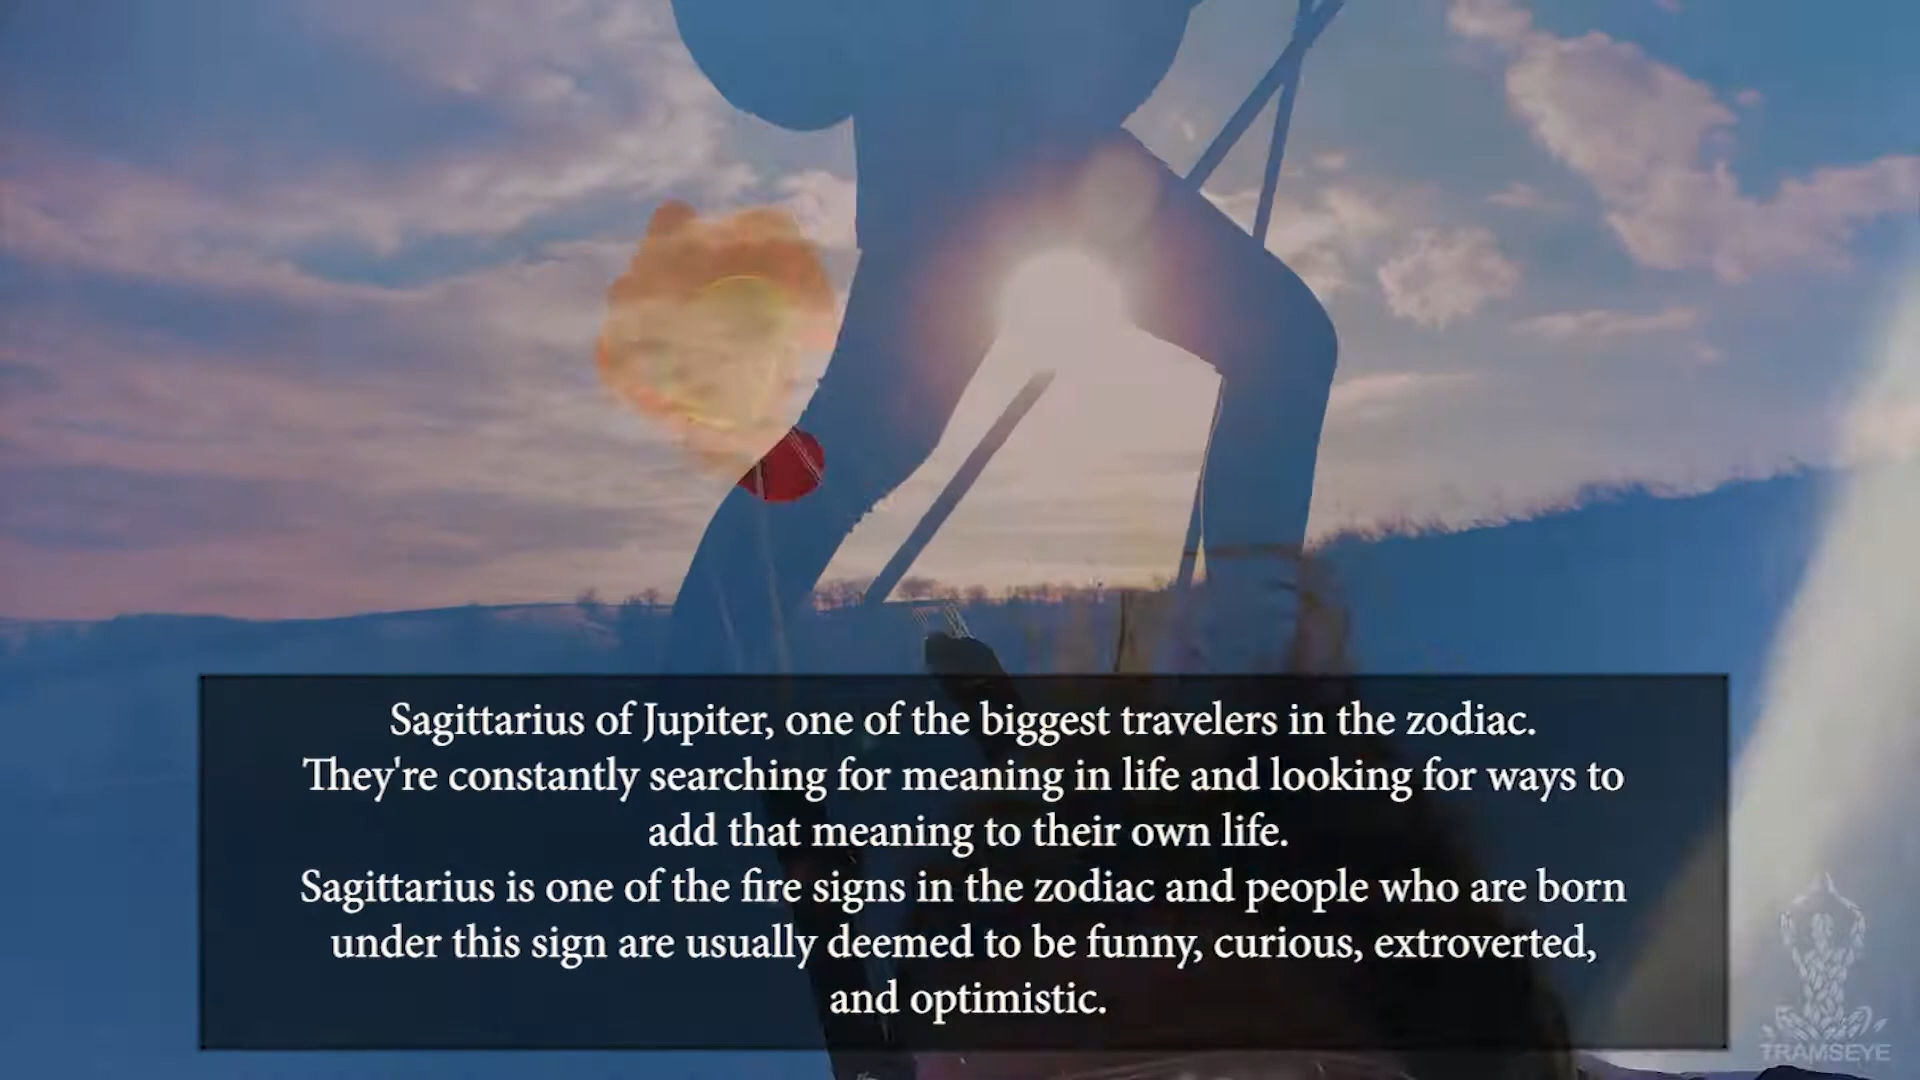 Sagittarius of Jupiter, one of the biggest travelers in the zodiac.
They're constantly searching for meaning in life and looking for ways to
add that meaning to their own life.
Sagittarius is one of the fire signs in the zodiac and people who are born
under this sign are usually deemed to be funny, curious, extroverted,
and optimistic.
TRAMSEYE